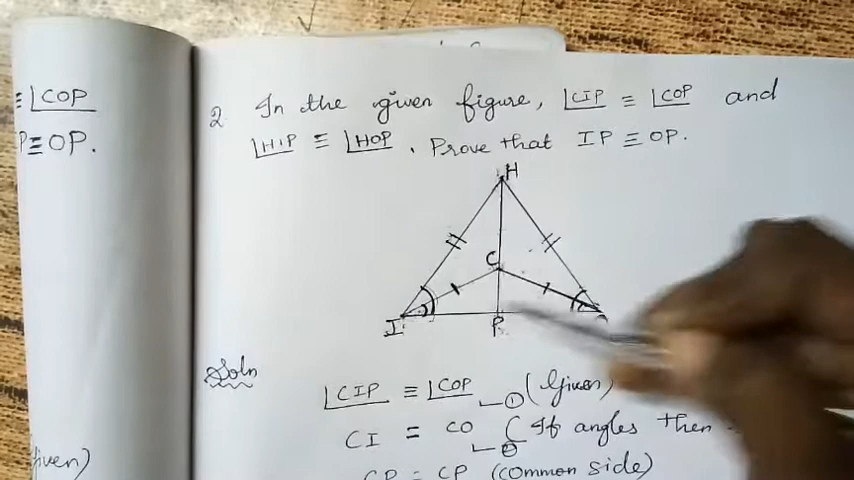 ≡ ∠COP
P≡OP.
2 In the given figure, ∠CIP ≡ ∠COP and
∠HIP ≡ ∠HOP. Prove that IP ≡ OP.
H
C
I P
Soln
∠CIP ≡ ∠COP ① (Given)
CI = CO ② (If angles then
CP = CP (common side)
iven)